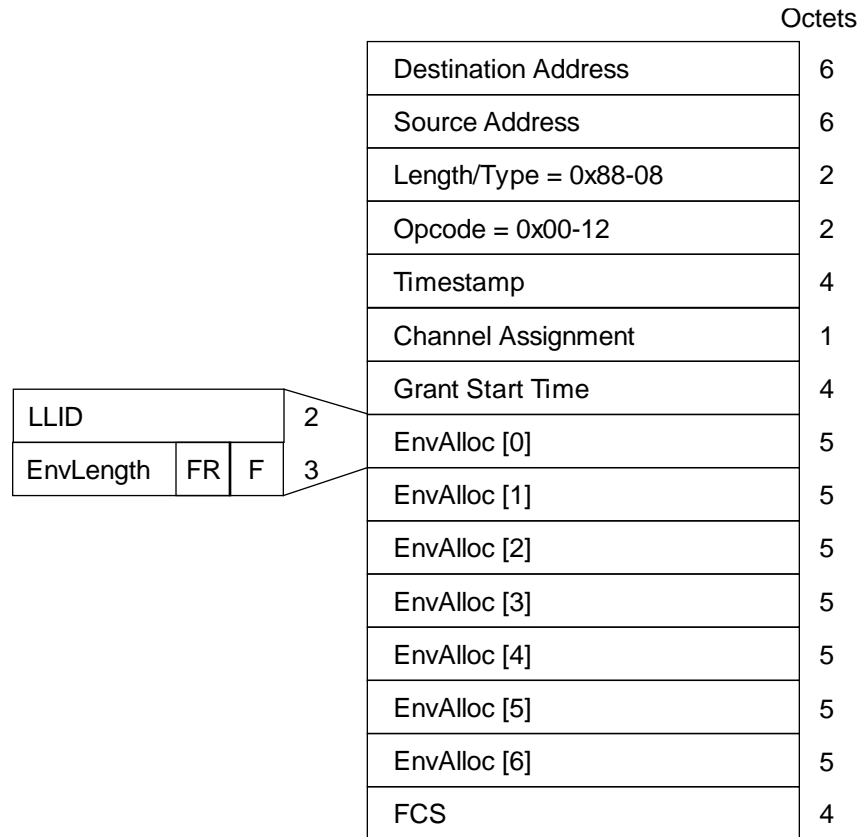 Octets
Destination Address 6
Source Address 6
Length/Type = 0x88-08 2
Opcode = 0x00-12 2
Timestamp 4
Channel Assignment 1
Grant Start Time 4
LLID 2
EnvAlloc [0] 5
EnvLength FR F 3
EnvAlloc [1] 5
EnvAlloc [2] 5
EnvAlloc [3] 5
EnvAlloc [4] 5
EnvAlloc [5] 5
EnvAlloc [6] 5
FCS 4